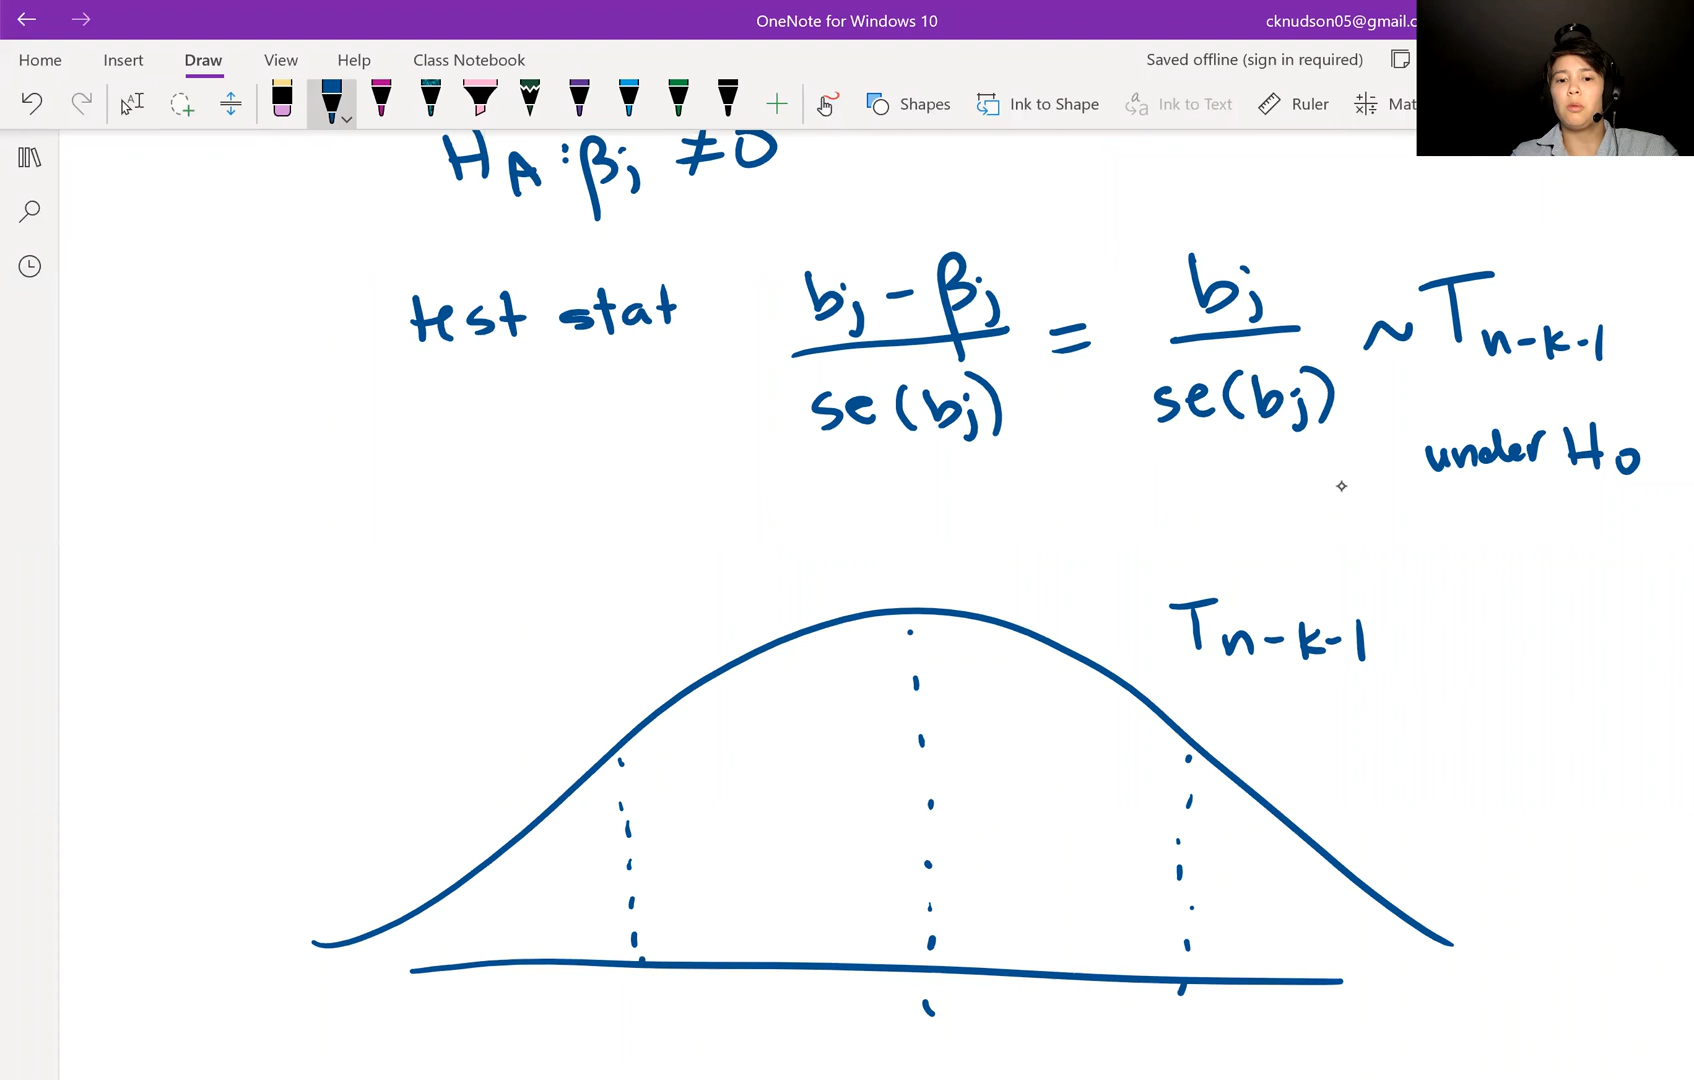 OneNote for Windows 10
cknudson05@gmail.c
Home Insert Draw View Help Class Notebook Saved offline (sign in required)
Shapes Ink to Shape Ink to Text Ruler Mat
H_A : β_j ≠ 0
test stat (b_j - β_j) / se(b_j) = b_j / se(b_j) ~ T_{n-k-1}
under H_0
T_{n-k-1}